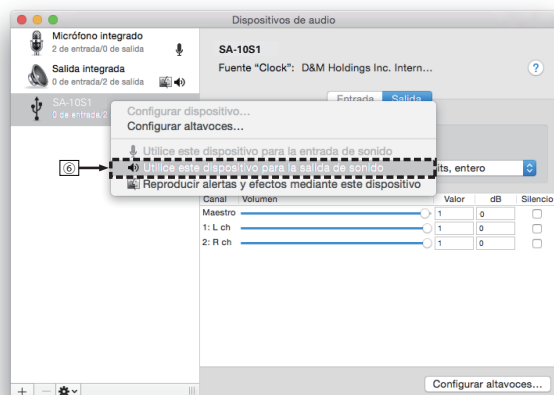 Dispositivos de audio
Micrófono integrado
2 de entrada/0 de salida
Salida integrada
0 de entrada/2 de salida
SA-10S1
0 de entrada/2
SA-10S1
Fuente “Clock”: D&M Holdings Inc. Intern...
?
Entrada Salida
Configurar dispositivo...
Configurar altavoces...
Utilice este dispositivo para la entrada de sonido
⑥
Utilice este dispositivo para la salida de sonido
Reproducir alertas y efectos mediante este dispositivo
its, entero
Canal Volumen Valor dB Silencio
Maestro 1 0
1: L ch 1 0
2: R ch 1 0
Configurar altavoces...